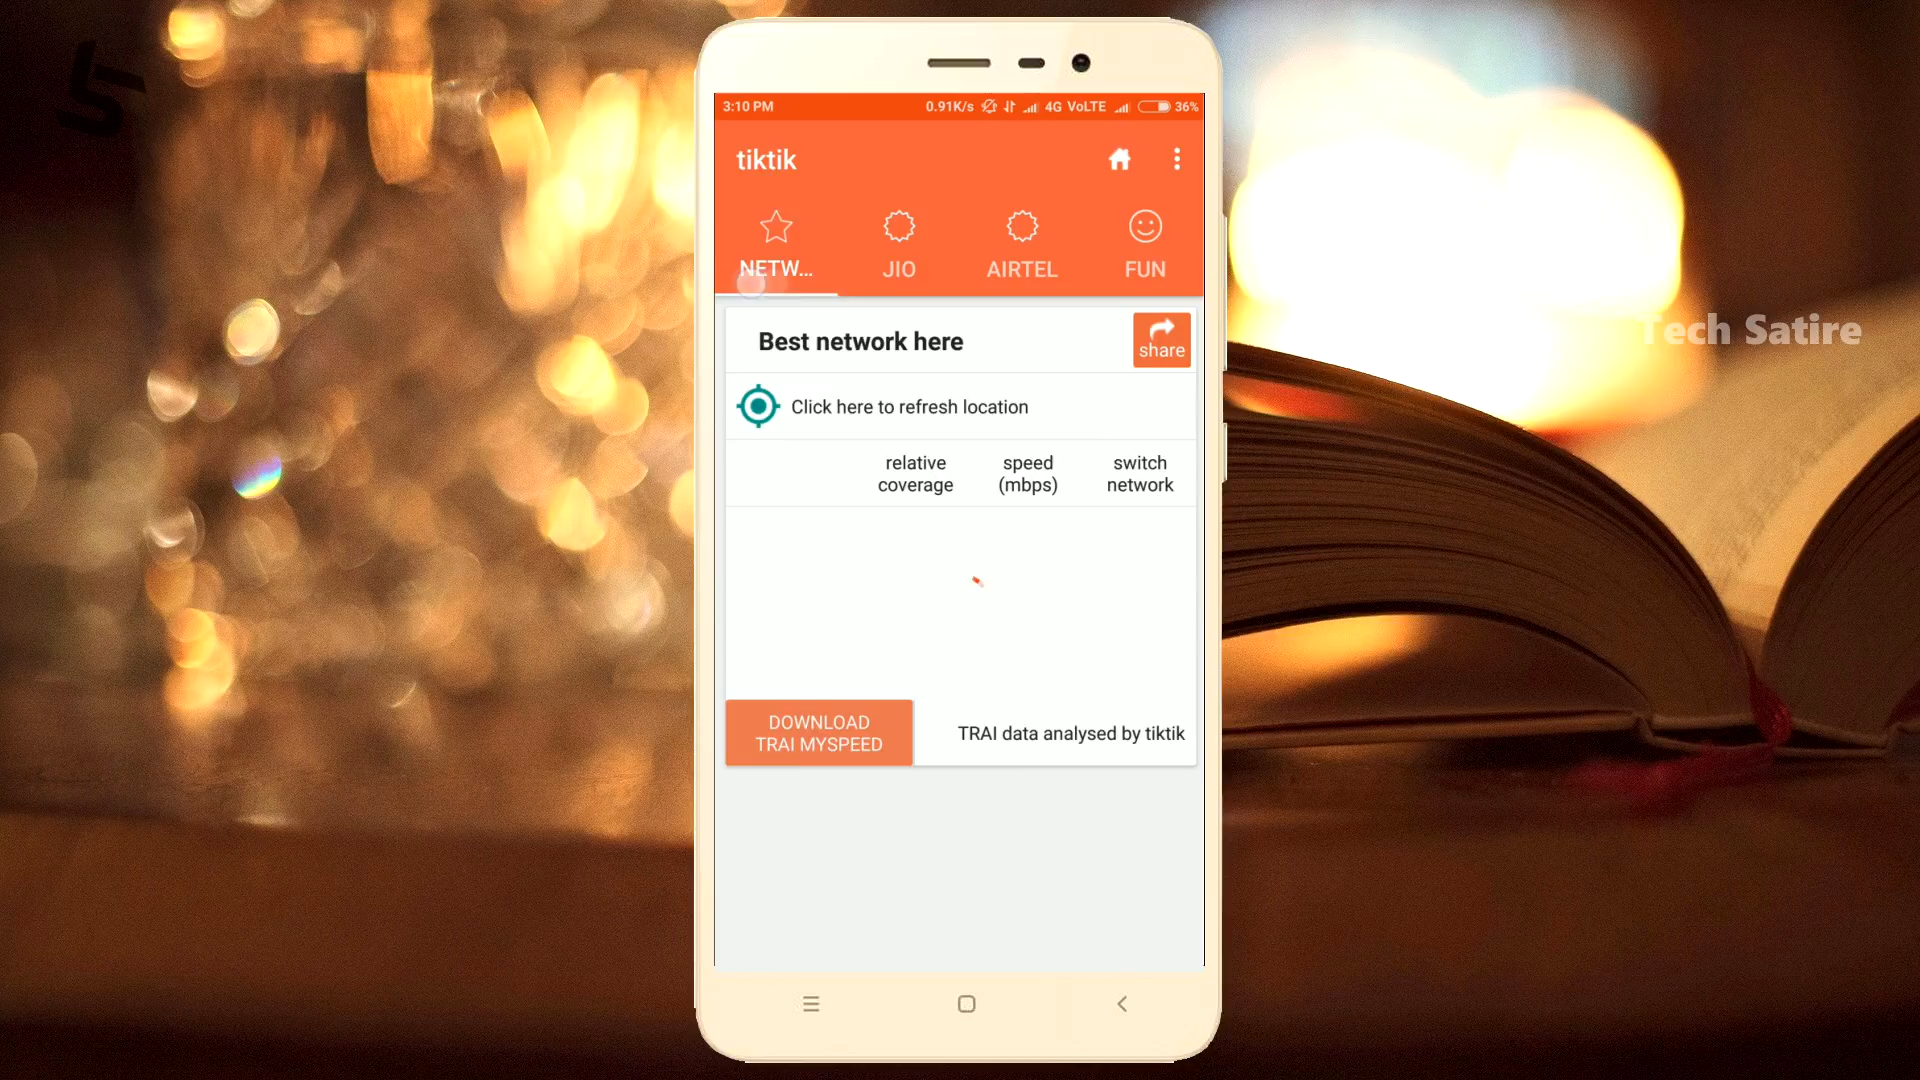 3:10 PM 0.91K/s 4G VoLTE 36%
tiktik
NETW... JIO AIRTEL FUN
Best network here
share
Click here to refresh location
relative coverage
speed (mbps)
switch network
DOWNLOAD
TRAI MYSPEED
TRAI data analysed by tiktik
Tech Satire